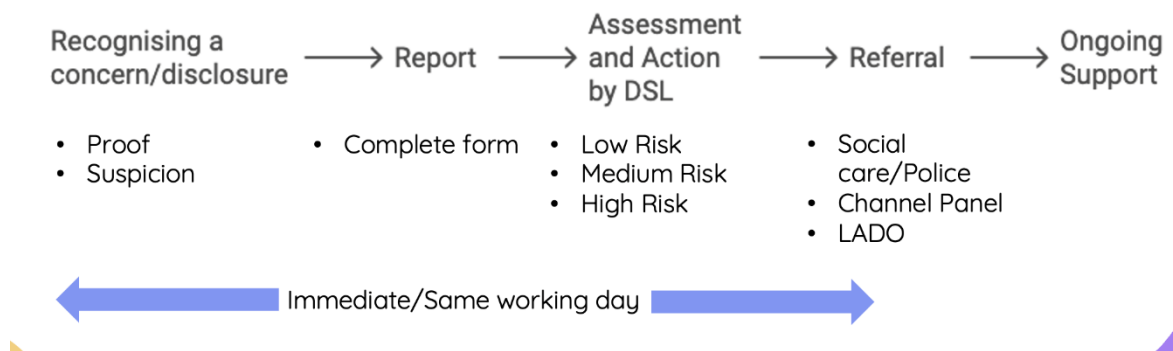 Recognising a
concern/disclosure
Report
Assessment
and Action
by DSL
Referral
Ongoing
Support
• Proof
• Suspicion
• Complete form
• Low Risk
• Medium Risk
• High Risk
• Social
care/Police
• Channel Panel
• LADO
Immediate/Same working day